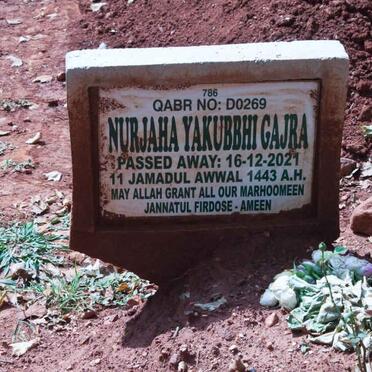 786
QABR NO: D0269
NURJAHA YAKUBBHI GAJRA
PASSED AWAY: 16-12-2021
11 JAMADUL AWWAL 1443 A.H.
MAY ALLAH GRANT ALL OUR MARHOOMEEN
JANNATUL FIRDOSE - AMEEN